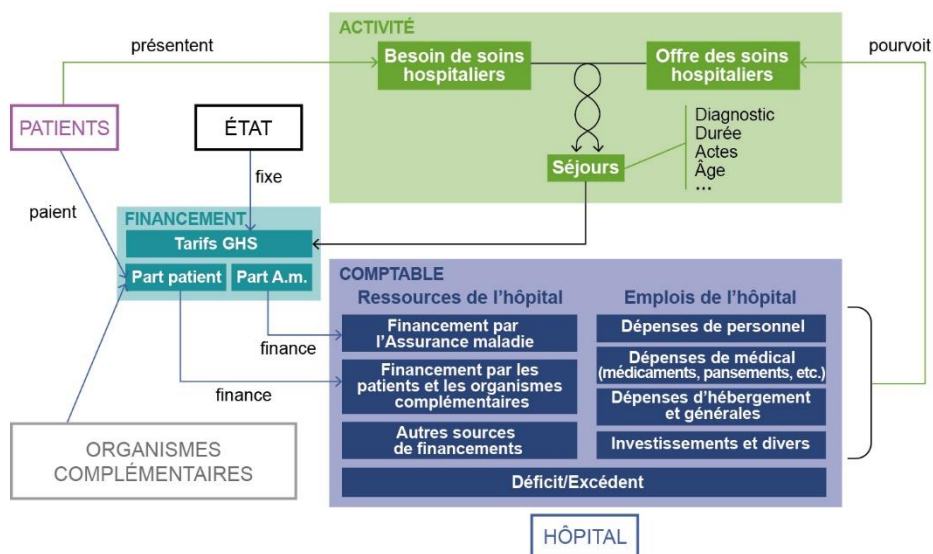 ACTIVITÉ
présentent
Besoin de soins
hospitaliers
Offre des soins
hospitaliers
pourvoit
PATIENTS
ÉTAT
Diagnostic
Durée
Actes
Âge
...
Séjours
fixe
paient
FINANCEMENT
Tarifs GHS
Part patient
Part A.m.
COMPTABLE
Ressources de l'hôpital
Emplois de l'hôpital
Financement par
l'Assurance maladie
Dépenses de personnel
finance
Dépenses de médical
(médicaments, pansements, etc.)
Financement par les
patients et les organismes
complémentaires
finance
Dépenses d'hébergement
et générales
ORGANISMES
COMPLÉMENTAIRES
Autres sources
de financements
Investissements et divers
Déficit/Excédent
HÔPITAL